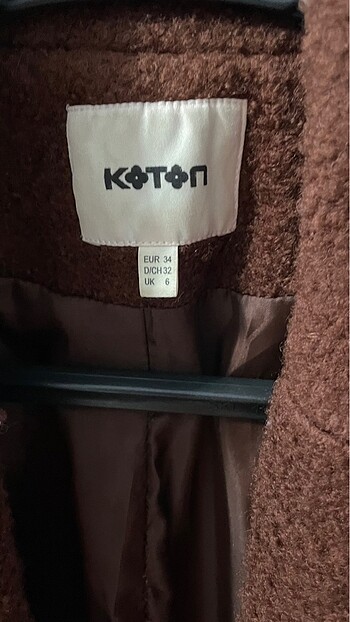 KOTON
EUR 34
D/CH 32
UK 6